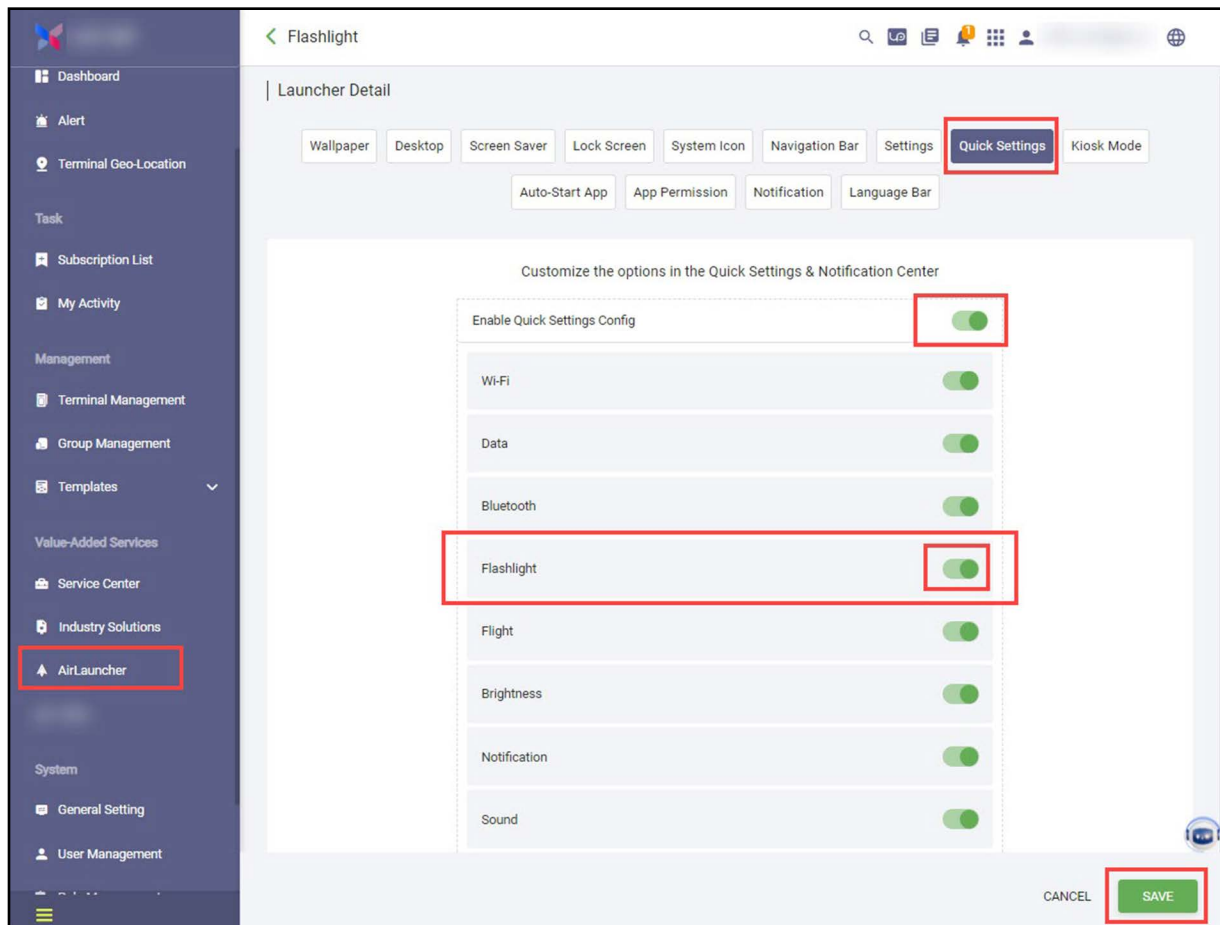 Flashlight
1
Dashboard
Alert
Terminal Geo-Location
Task
Subscription List
My Activity
Management
Terminal Management
Group Management
Templates
Value-Added Services
Service Center
Industry Solutions
AirLauncher
System
General Setting
User Management
Launcher Detail
Wallpaper Desktop Screen Saver Lock Screen System Icon Navigation Bar Settings Quick Settings Kiosk Mode
Auto-Start App App Permission Notification Language Bar
Customize the options in the Quick Settings & Notification Center
Enable Quick Settings Config
Wi-Fi
Data
Bluetooth
Flashlight
Flight
Brightness
Notification
Sound
CANCEL SAVE